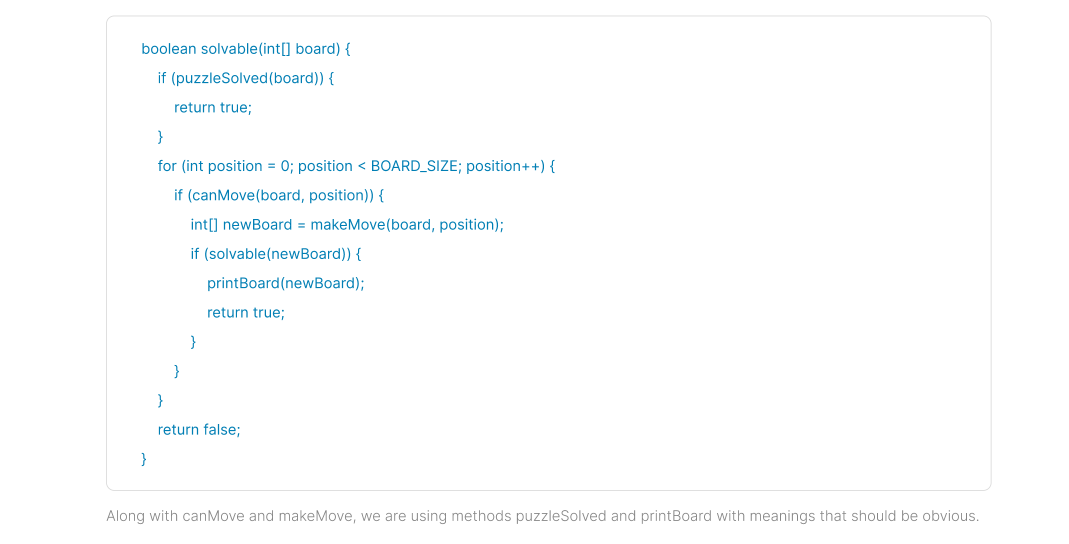 boolean solvable(int[] board) {
if (puzzleSolved(board)) {
return true;
}
for (int position = 0; position < BOARD_SIZE; position++) {
if (canMove(board, position)) {
int[] newBoard = makeMove(board, position);
if (solvable(newBoard)) {
printBoard(newBoard);
return true;
}
}
}
return false;
}
Along with canMove and makeMove, we are using methods puzzleSolved and printBoard with meanings that should be obvious.